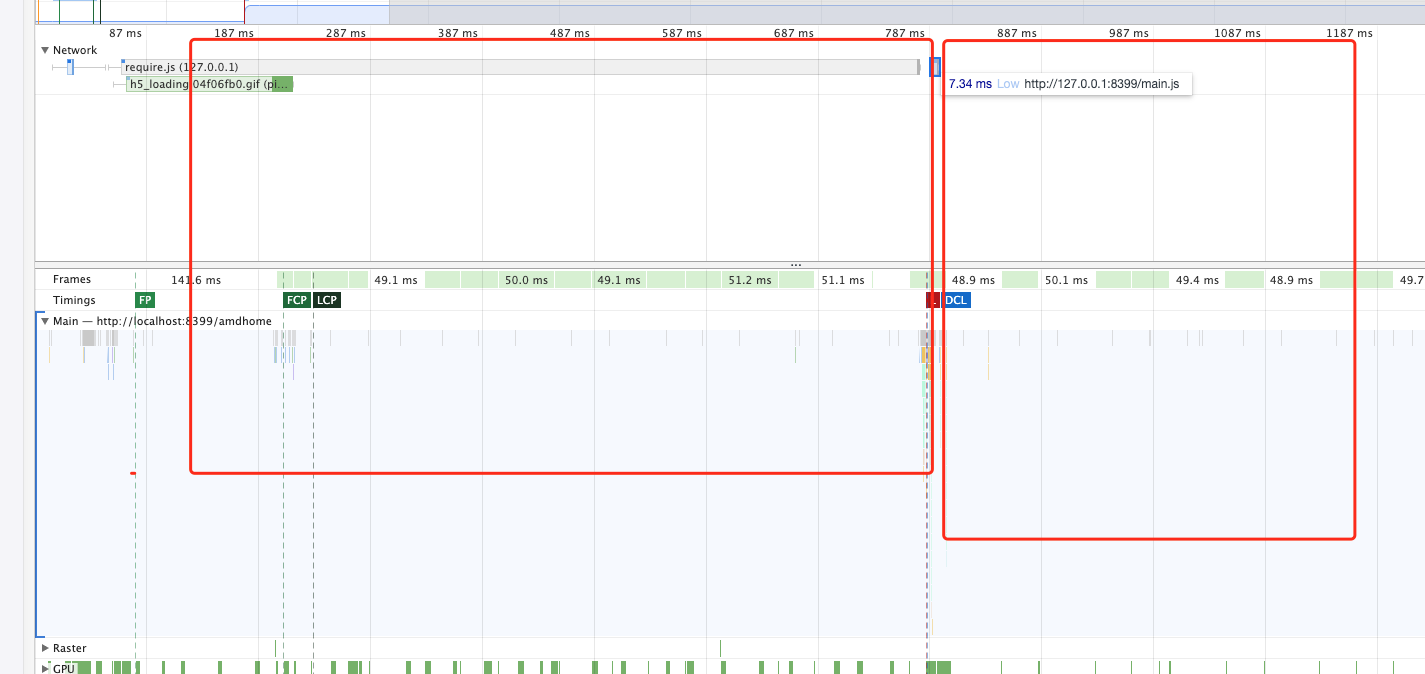 87 ms 187 ms 287 ms 387 ms 487 ms 587 ms 687 ms 787 ms 887 ms 987 ms 1087 ms 1187 ms
Network
require.js (127.0.0.1)
h5_loading.04f06fb0.gif (pi...
7.34 ms Low http://127.0.0.1:8399/main.js
...
Frames 141.6 ms 49.1 ms 50.0 ms 49.1 ms 51.2 ms 51.1 ms 48.9 ms 50.1 ms 49.4 ms 48.9 ms 49.7
Timings FP FCP LCP L DCL
Main — http://localhost:8399/amdhome
Raster
GPU